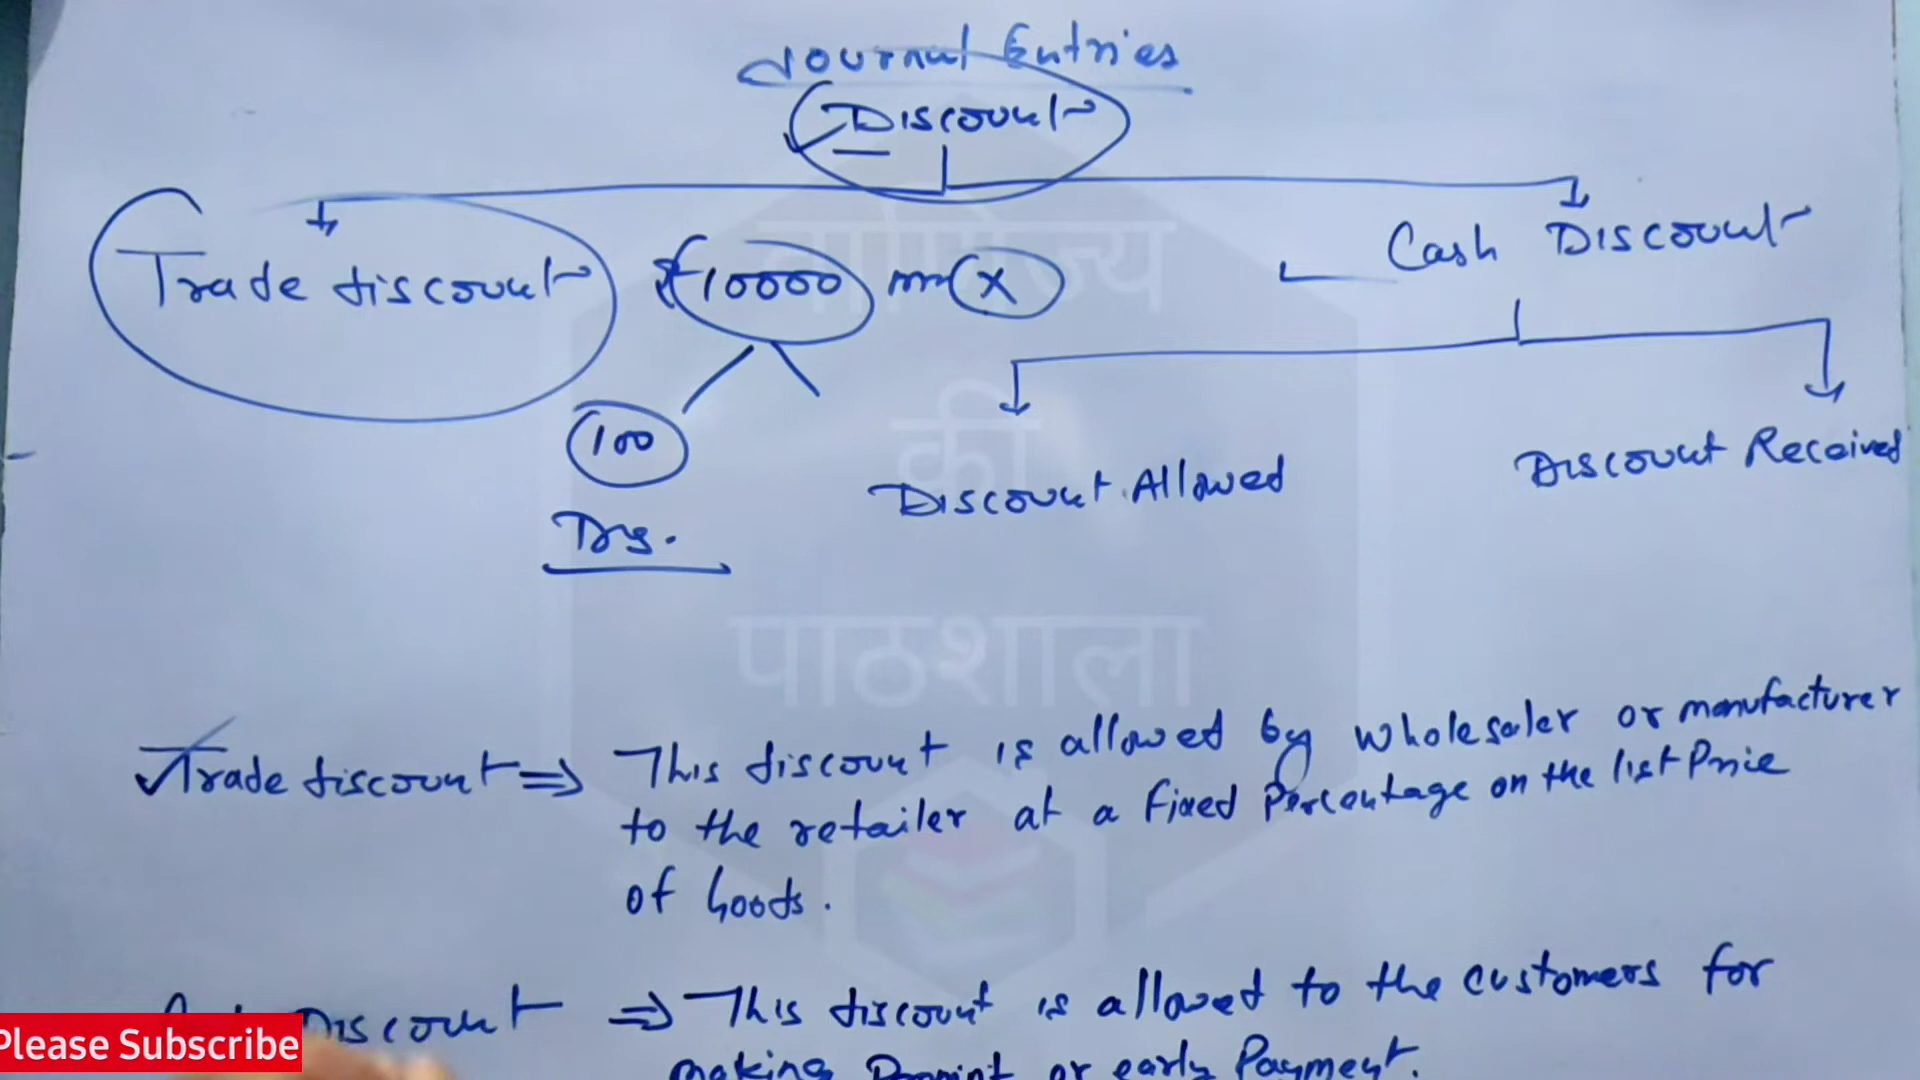 Journal Entries
Discount
Trade discount
₹10000 (X)
Cash Discount
100
Discount Allowed
Discount Received
Dis.
वाणिज्य
की
पाठशाला
Trade discount ⇒ This discount is allowed by wholesaler or manufacturer
to the retailer at a fixed Percentage on the list Price
of Goods.
Discount ⇒ This discount is allowed to the customers for
making or early Payment.
Please Subscribe